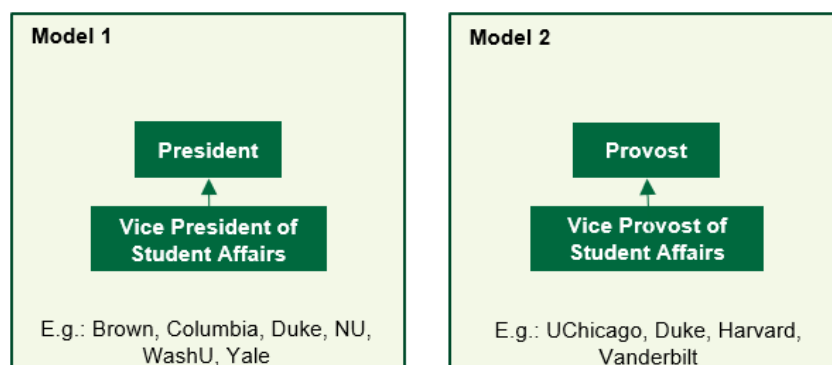 Model 1
President
Vice President of
Student Affairs
E.g.: Brown, Columbia, Duke, NU,
WashU, Yale
Model 2
Provost
Vice Provost of
Student Affairs
E.g.: UChicago, Duke, Harvard,
Vanderbilt